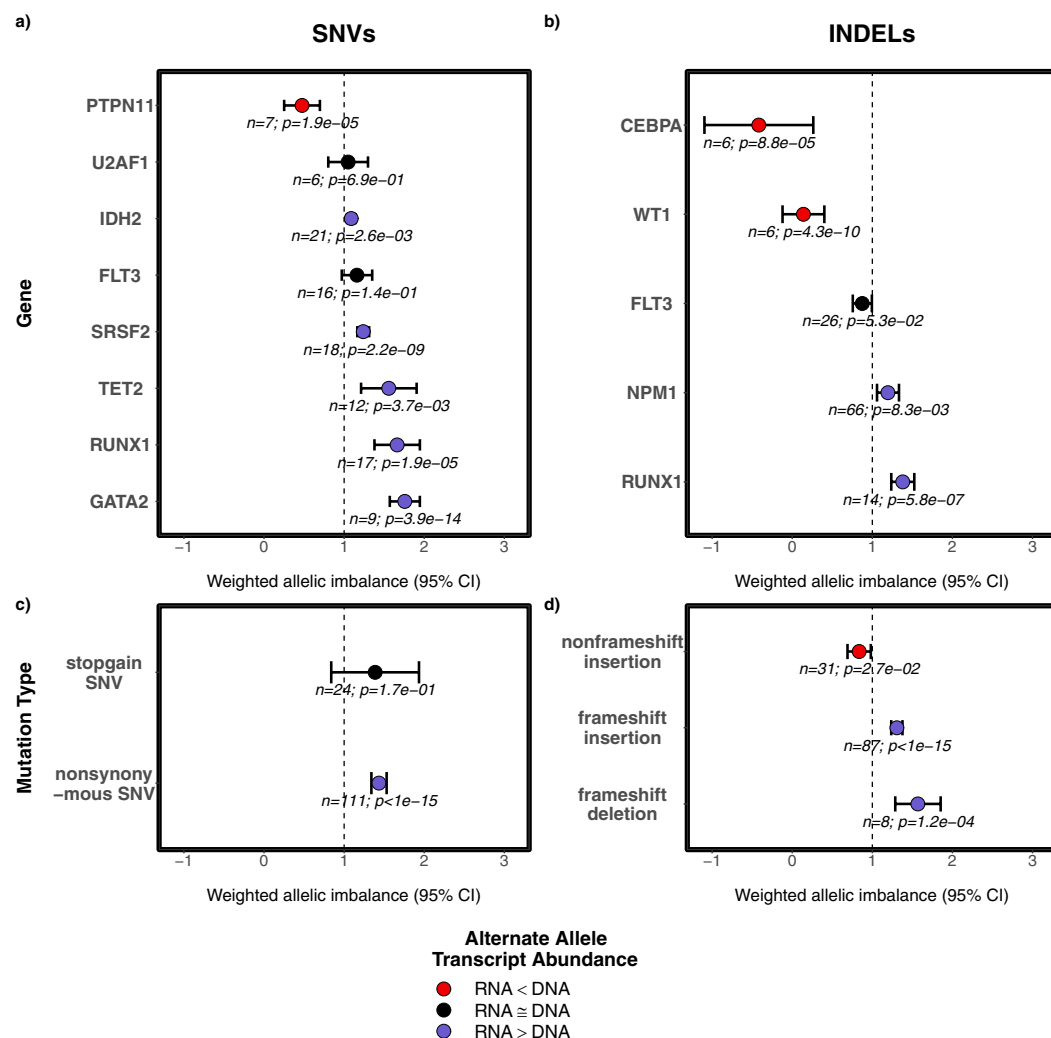 a)
SNVs
Gene
PTPN11
n=7; p=1.9e−05
U2AF1
n=6; p=6.9e−01
IDH2
n=21; p=2.6e−03
FLT3
n=16; p=1.4e−01
SRSF2
n=18; p=2.2e−09
TET2
n=12; p=3.7e−03
RUNX1
n=17; p=1.9e−05
GATA2
n=9; p=3.9e−14
−1 0 1 2 3
Weighted allelic imbalance (95% CI)
b)
INDELs
CEBPA
n=6; p=8.8e−05
WT1
n=6; p=4.3e−10
FLT3
n=26; p=5.3e−02
NPM1
n=66; p=8.3e−03
RUNX1
n=14; p=5.8e−07
−1 0 1 2 3
Weighted allelic imbalance (95% CI)
c)
Mutation Type
stopgain
SNV
n=24; p=1.7e−01
nonsynony
−mous SNV
n=111; p<1e−15
−1 0 1 2 3
Weighted allelic imbalance (95% CI)
d)
nonframeshift
insertion
n=31; p=2.7e−02
frameshift
insertion
n=87; p<1e−15
frameshift
deletion
n=8; p=1.2e−04
−1 0 1 2 3
Weighted allelic imbalance (95% CI)
Alternate Allele
Transcript Abundance
RNA < DNA
RNA ≅ DNA
RNA > DNA